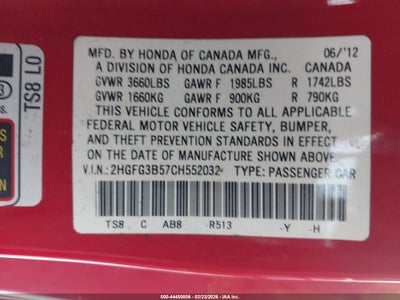 MFD. BY HONDA OF CANADA MFG., 06/'12
A DIVISION OF HONDA CANADA INC. CANADA
GVWR 3660LBS GAWR F 1985LBS R 1742LBS
GVWR 1660KG GAWR F 900KG R 790KG
THIS VEHICLE CONFORMS TO ALL APPLICABLE
FEDERAL MOTOR VEHICLE SAFETY, BUMPER,
AND THEFT PREVENTION STANDARDS IN EFFECT ON
THE DATE OF MANUFACTURE SHOWN ABOVE.
V.I.N.: 2HGFG3B57CH552032 TYPE: PASSENGER CAR
TS8 C AB8 -R513 -Y -H
TS8 L0
3
s.
000-44450006 - 02/23/2026 - IAA Inc.